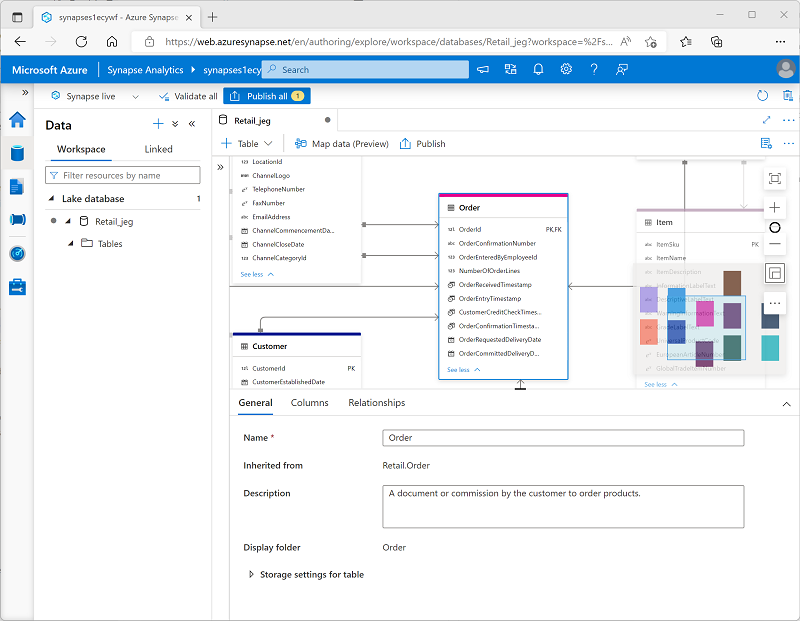 synapses1ecywf - Azure Synapse
https://web.azuresynapse.net/en/authoring/explore/workspace/databases/Retail_jeg?workspace=%2Fs...
Microsoft Azure
Synapse Analytics
synapses1ecy
Search
Synapse live
Validate all
Publish all
1
Data
Workspace
Linked
Filter resources by name
Lake database
1
Retail_jeg
Tables
Retail_jeg
Table
Map data (Preview)
Publish
LocationId
ChannelLogo
TelephoneNumber
FaxNumber
EmailAddress
ChannelCommencementDa...
ChannelCloseDate
ChannelCategoryId
See less
Customer
CustomerId PK
CustomerEstablishedDate
Order
OrderId PK,FK
OrderConfirmationNumber
OrderEnteredByEmployeeId
NumberOfOrderLines
OrderReceivedTimestamp
OrderEntryTimestamp
CustomerCreditCheckTimes...
OrderConfirmationTimesta...
OrderRequestedDeliveryDate
OrderCommittedDeliveryD...
See less
Item
ItemSku PK
ItemName
ItemDescription
GlobalTradeItemNumber
See less
General
Columns
Relationships
Name *
Order
Inherited from
Retail.Order
Description
A document or commission by the customer to order products.
Display folder
Order
Storage settings for table